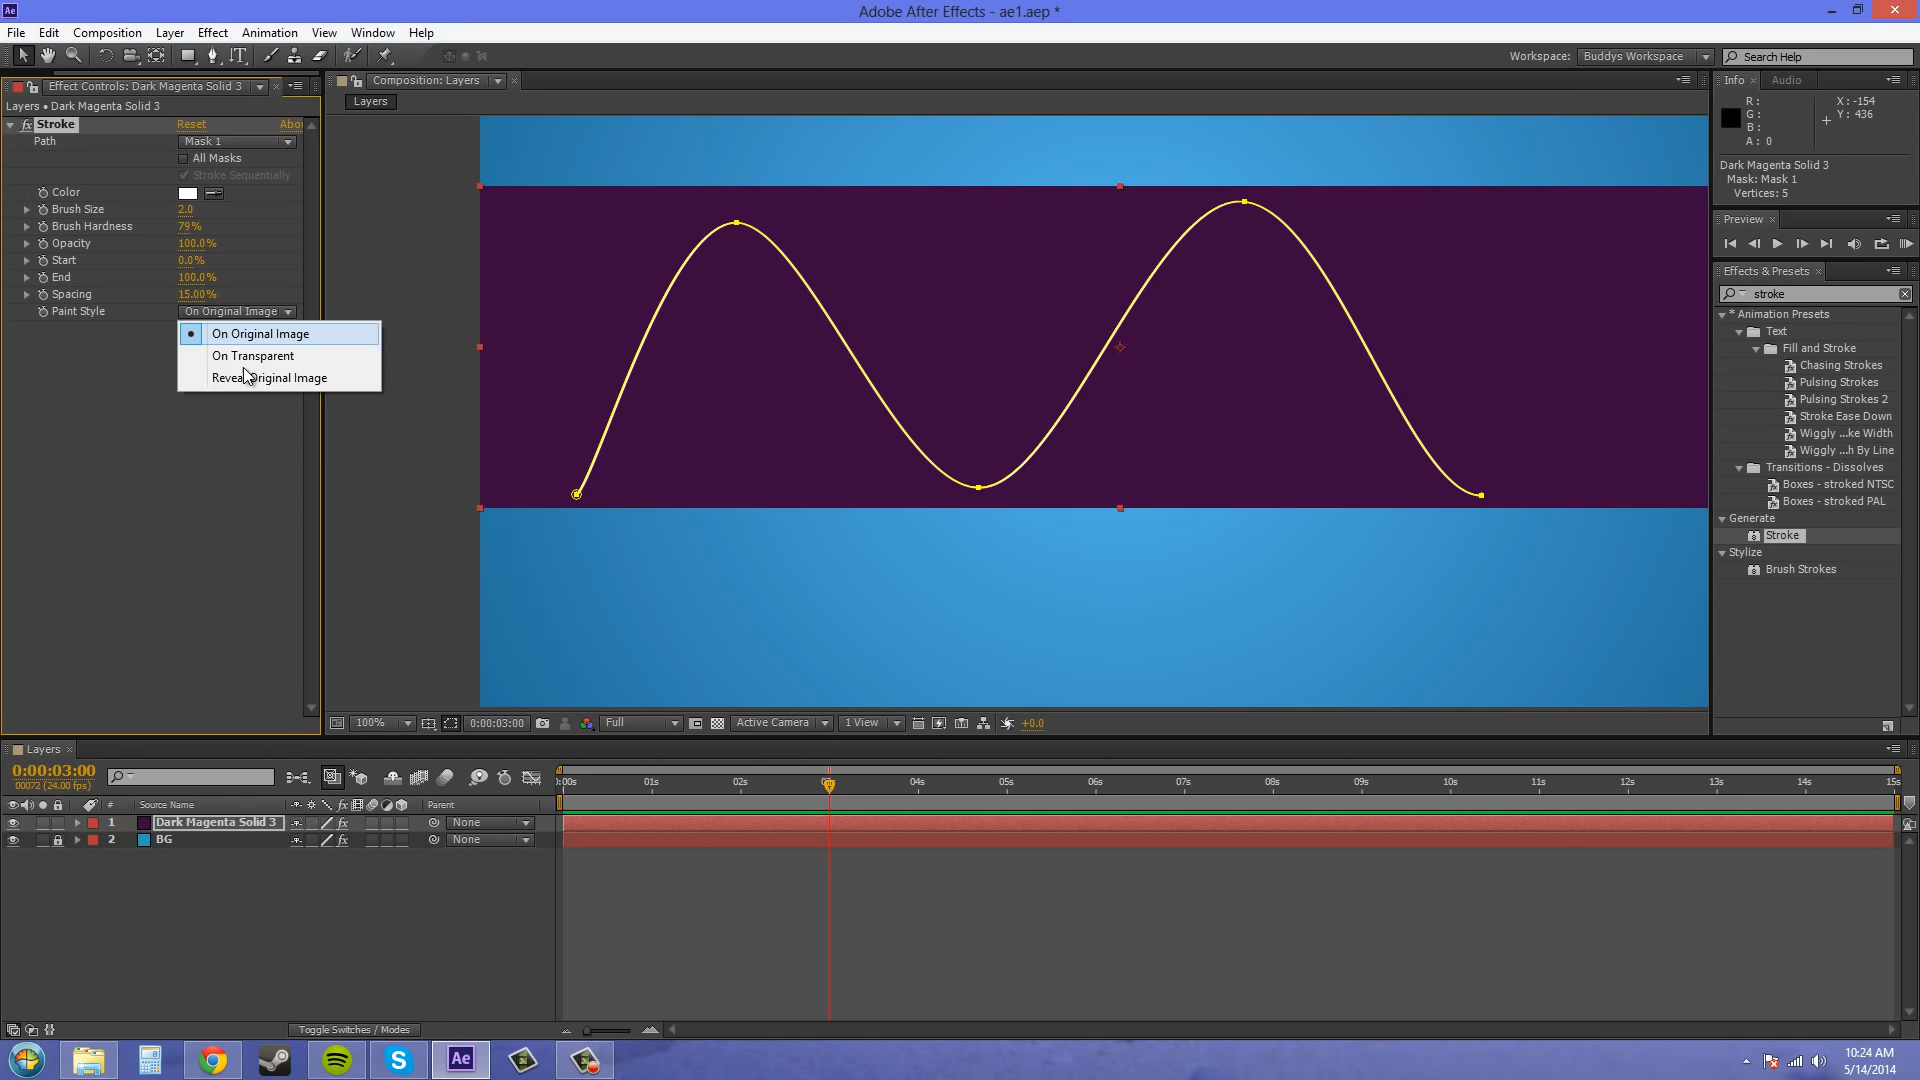 Ae
Adobe After Effects - ae1.aep *
File Edit Composition Layer Effect Animation View Window Help
Workspace: Buddys Workspace Search Help
Effect Controls: Dark Magenta Solid 3
Layers • Dark Magenta Solid 3
fx Stroke Reset Abo
Path Mask 1
All Masks
Stroke Sequentially
Color
Brush Size 2.0
Brush Hardness 79%
Opacity 100.0%
Start 0.0%
End 100.0%
Spacing 15.00%
Paint Style On Original Image
On Original Image
On Transparent
Revea Original Image
Composition: Layers
Layers
100% 0:00:03:00 Full Active Camera 1 View +0.0
Info Audio
R :
G :
B :
A : 0
X : -154
Y : 436
Dark Magenta Solid 3
Mask: Mask 1
Vertices: 5
Preview
Effects & Presets
stroke
* Animation Presets
Text
Fill and Stroke
Chasing Strokes
Pulsing Strokes
Pulsing Strokes 2
Stroke Ease Down
Wiggly ...ke Width
Wiggly ...h By Line
Transitions - Dissolves
Boxes - stroked NTSC
Boxes - stroked PAL
Generate
Stroke
Stylize
Brush Strokes
Layers
0:00:03:00
00072 (24.00 fps)
# Source Name fx Parent
1 Dark Magenta Solid 3 fx None
2 BG fx None
:00s 01s 02s 04s 05s 06s 07s 08s 09s 10s 11s 12s 13s 14s 15s
Toggle Switches / Modes
Ae
10:24 AM
5/14/2014